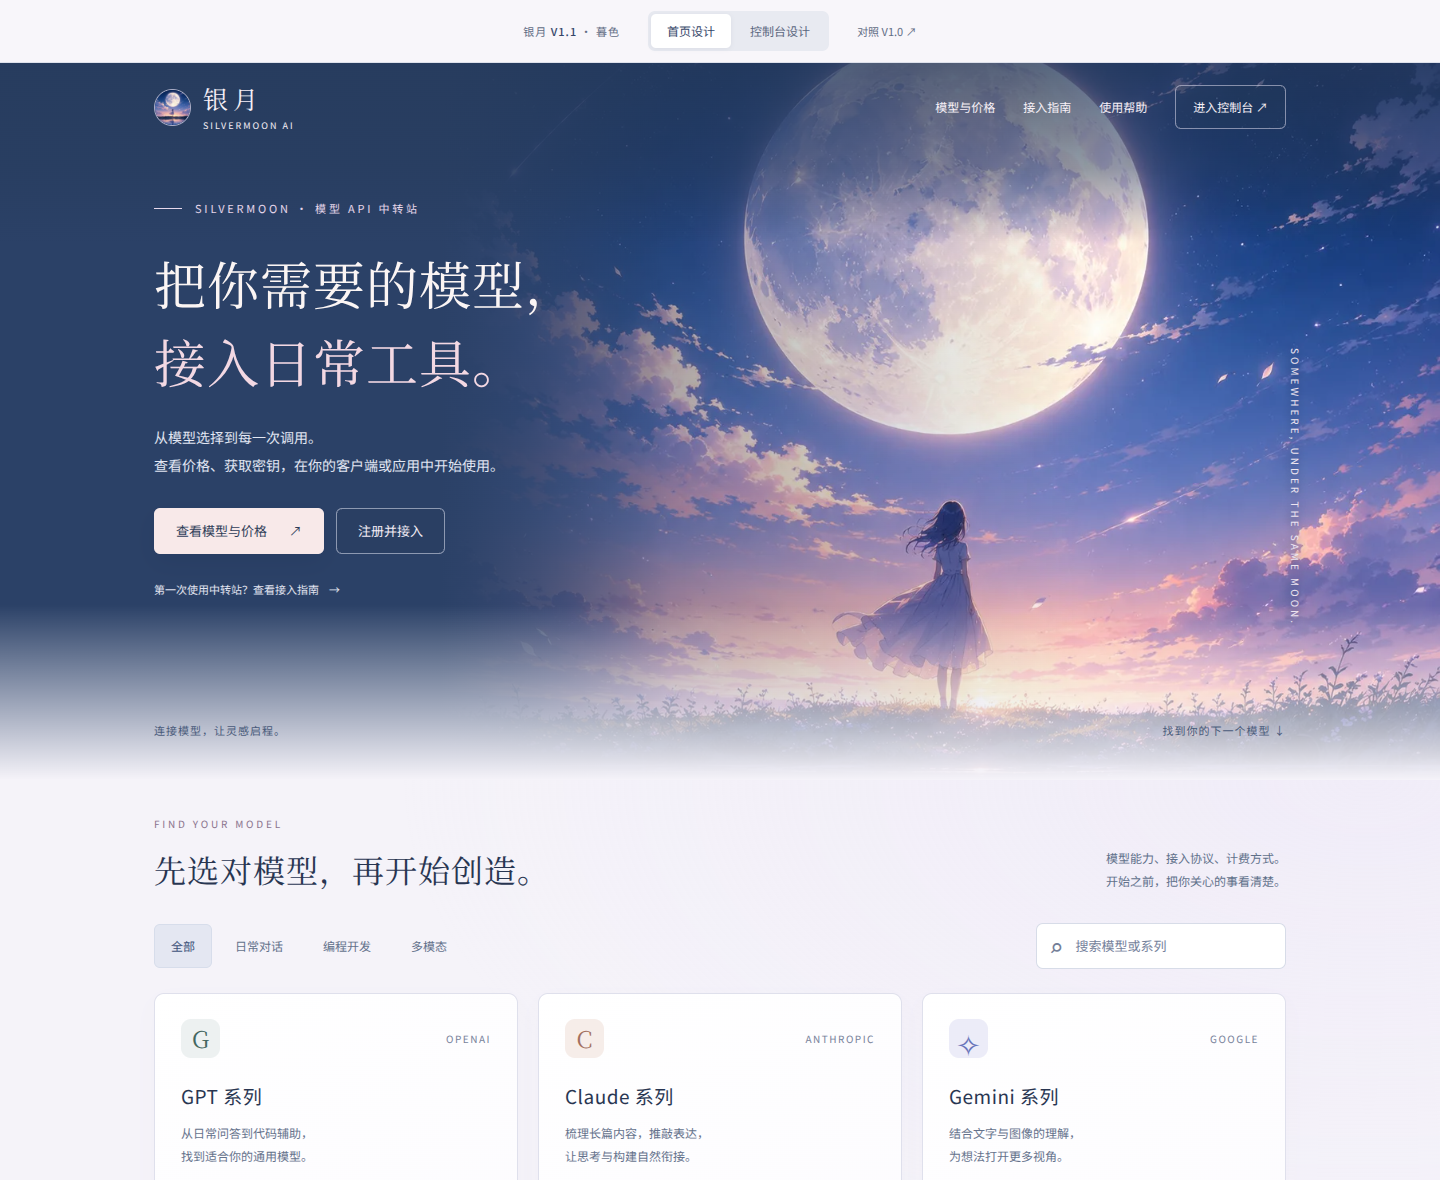 银月 V1.1 · 暮色
首页设计
控制台设计
对照 V1.0 ↗
银月
SILVERMOON AI
模型与价格
接入指南
使用帮助
进入控制台 ↗
SILVERMOON · 模型 API 中转站
把你需要的模型，
接入日常工具。
从模型选择到每一次调用。
查看价格、获取密钥，在你的客户端或应用中开始使用。
查看模型与价格 ↗
注册并接入
第一次使用中转站？查看接入指南 →
SOMEWHERE, UNDER THE SAME MOON
连接模型，让灵感启程。
找到你的下一个模型 ↓
FIND YOUR MODEL
先选对模型，再开始创造。
模型能力、接入协议、计费方式。
开始之前，把你关心的事看清楚。
全部
日常对话
编程开发
多模态
搜索模型或系列
G
OPENAI
GPT 系列
从日常问答到代码辅助，
找到适合你的通用模型。
C
ANTHROPIC
Claude 系列
梳理长篇内容，推敲表达，
让思考与构建自然衔接。
GOOGLE
Gemini 系列
结合文字与图像的理解，
为想法打开更多视角。